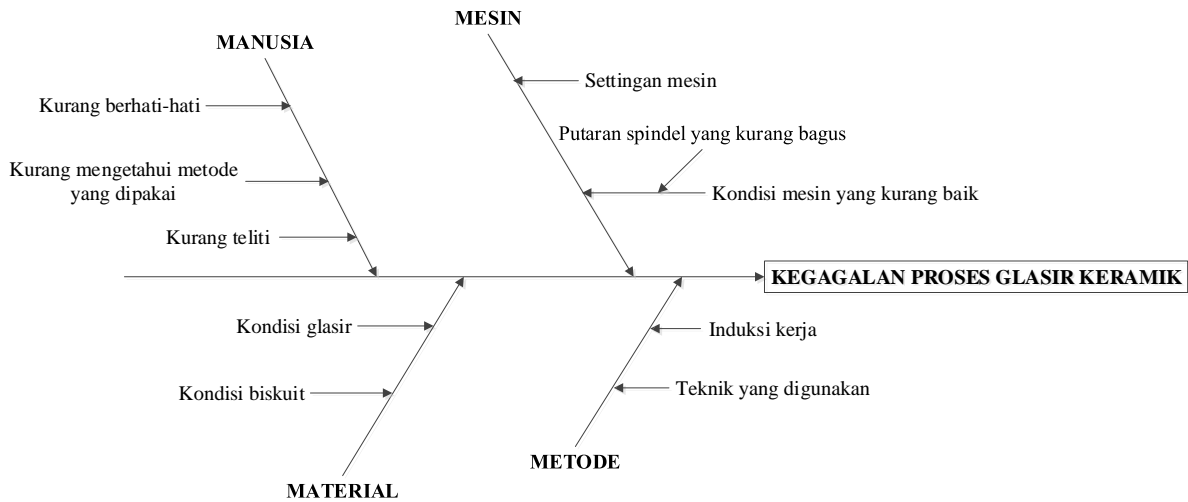 MESIN
MANUSIA
Settingan mesin
Kurang berhati-hati
Putaran spindel yang kurang bagus
Kurang mengetahui metode
yang dipakai
Kondisi mesin yang kurang baik
Kurang teliti
KEGAGALAN PROSES GLASIR KERAMIK
Kondisi glasir
Induksi kerja
Kondisi biskuit
Teknik yang digunakan
METODE
MATERIAL